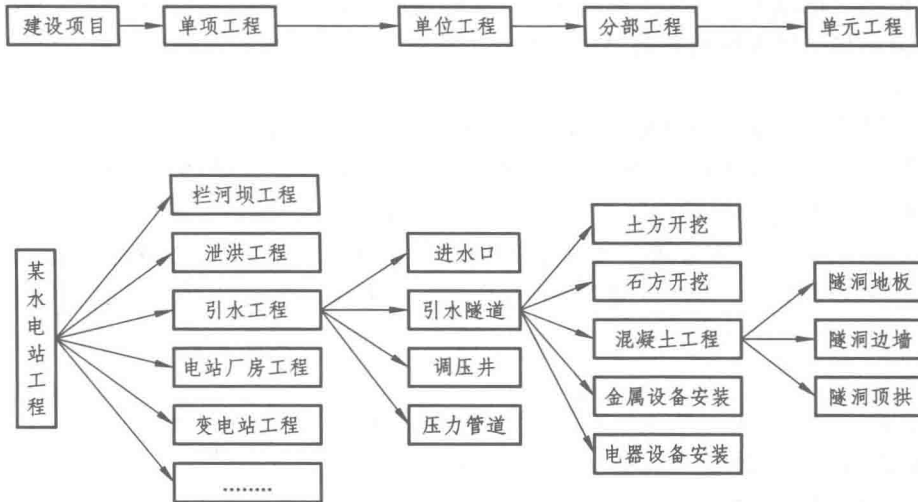 建设项目 单项工程 单位工程 分部工程 单元工程
某水电站工程
栏河坝工程
泄洪工程
引水工程
电站厂房工程
变电站工程
........
进水口
引水隧道
调压井
压力管道
土方开挖
石方开挖
混凝土工程
金属设备安装
电器设备安装
隧洞地板
隧洞边墙
隧洞顶拱